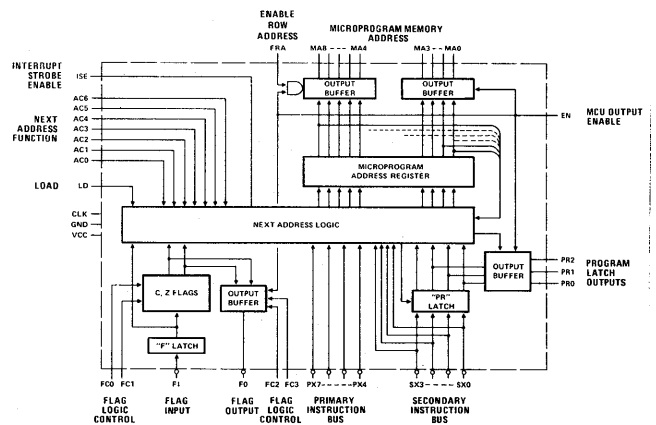 ENABLE
ROW
ADDRESS
MICROPROGRAM MEMORY
ADDRESS
FRA
MA8 - - - MA4
MA3 - - MA0
INTERRUPT
STROBE
ENABLE
ISE
OUTPUT
BUFFER
OUTPUT
BUFFER
EN
MCU OUTPUT
ENABLE
NEXT
ADDRESS
FUNCTION
AC6
AC5
AC4
AC3
AC2
AC1
AC0
MICROPROGRAM
ADDRESS REGISTER
LOAD
LD
CLK
GND
VCC
NEXT ADDRESS LOGIC
C, Z FLAGS
OUTPUT
BUFFER
"F" LATCH
"PR"
LATCH
OUTPUT
BUFFER
PR2
PR1
PR0
PROGRAM
LATCH
OUTPUTS
FC0
FC1
FI
F0
FC2
FC3
PX7 - - - - - PX4
SX3 - - - - - SX0
FLAG
LOGIC
CONTROL
FLAG
INPUT
FLAG
OUTPUT
FLAG
LOGIC
CONTROL
PRIMARY
INSTRUCTION
BUS
SECONDARY
INSTRUCTION
BUS